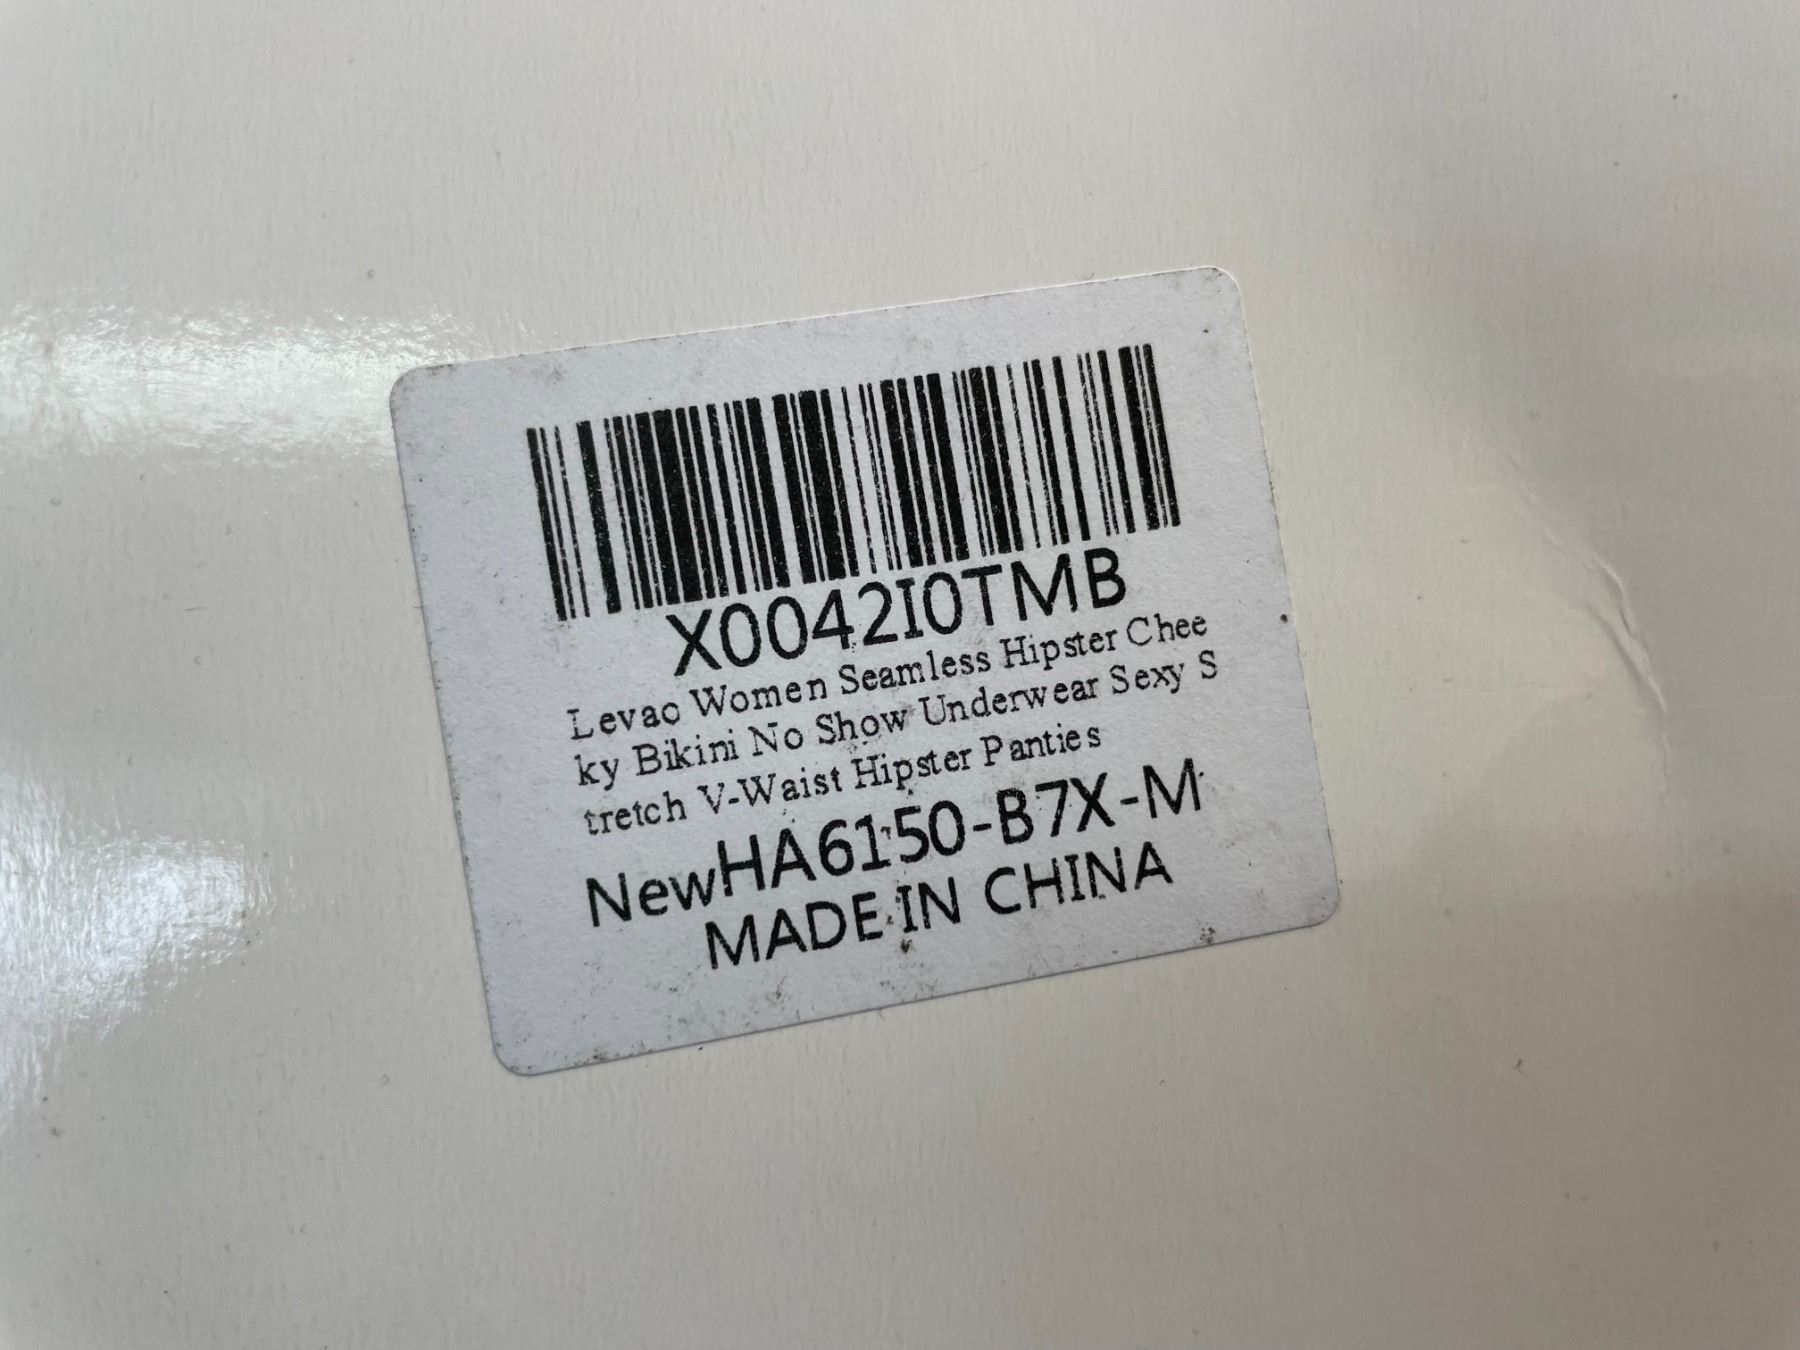 X0042I0TMB
Levao Women Seamless Hipster Chee
ky Bikini No Show Underwear Sexy S
tretch V-Waist Hipster Panties
NewHA6150-B7X-M
MADE IN CHINA